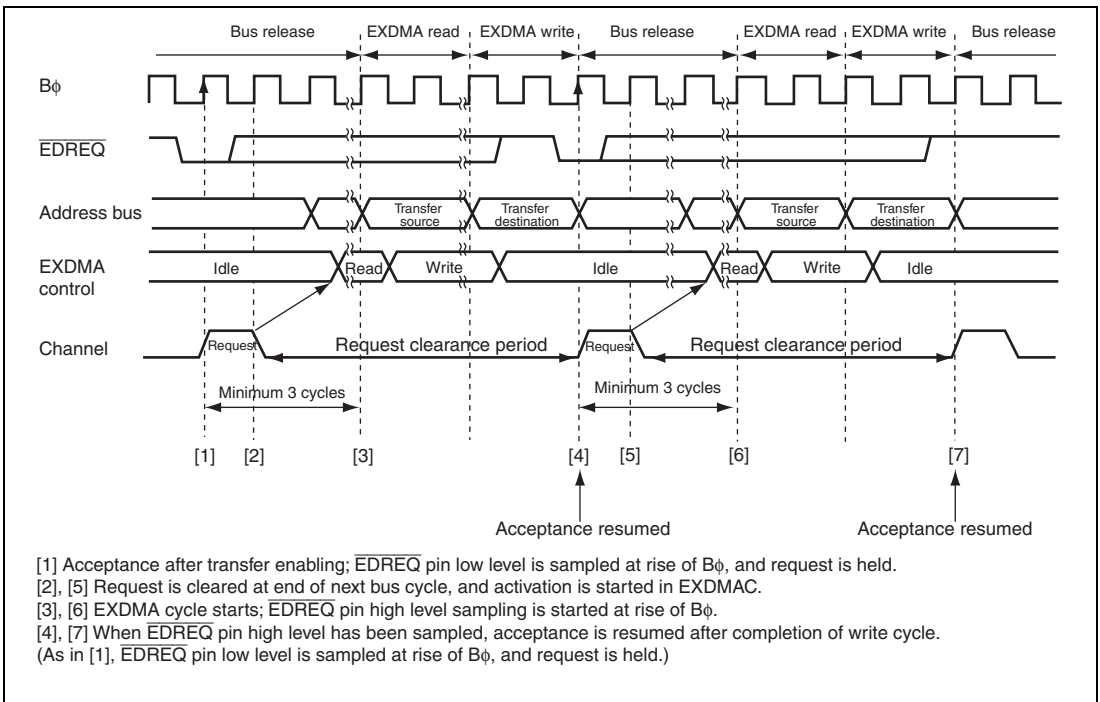 Bus release EXDMA read EXDMA write Bus release EXDMA read EXDMA write Bus release
Bϕ
EDREQ
Address bus Transfer source Transfer destination Transfer source Transfer destination
EXDMA control Idle Read Write Idle Read Write Idle
Channel Request Request clearance period Request Request clearance period
Minimum 3 cycles Minimum 3 cycles
[1] [2] [3] [4] [5] [6] [7]
Acceptance resumed Acceptance resumed
[1] Acceptance after transfer enabling; EDREQ pin low level is sampled at rise of Bϕ, and request is held.
[2], [5] Request is cleared at end of next bus cycle, and activation is started in EXDMAC.
[3], [6] EXDMA cycle starts; EDREQ pin high level sampling is started at rise of Bϕ.
[4], [7] When EDREQ pin high level has been sampled, acceptance is resumed after completion of write cycle.
(As in [1], EDREQ pin low level is sampled at rise of Bϕ, and request is held.)